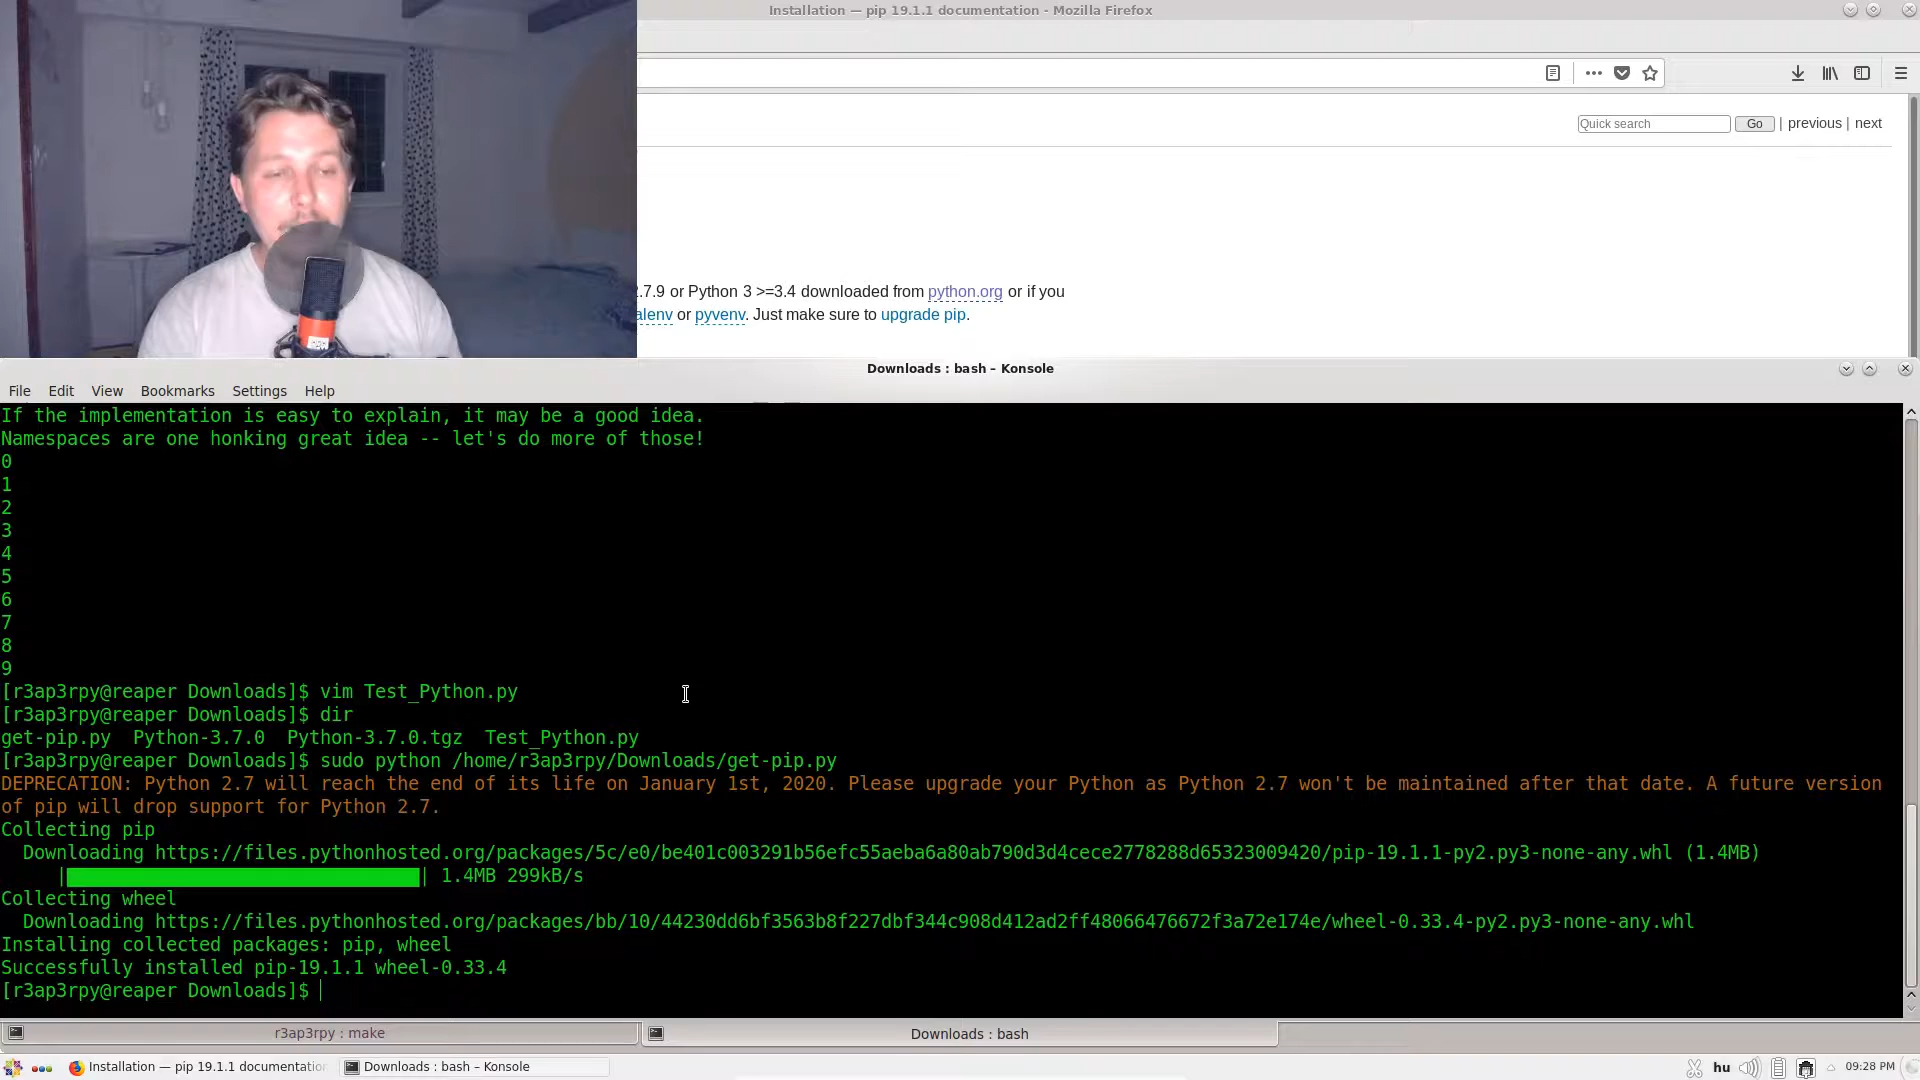 Installation — pip 19.1.1 documentation - Mozilla Firefox
Quick search Go | previous | next
.7.9 or Python 3 >=3.4 downloaded from python.org or if you
alenv or pyvenv. Just make sure to upgrade pip.
Downloads : bash – Konsole
File Edit View Bookmarks Settings Help
If the implementation is easy to explain, it may be a good idea.
Namespaces are one honking great idea -- let's do more of those!
0
1
2
3
4
5
6
7
8
9
[r3ap3rpy@reaper Downloads]$ vim Test_Python.py
[r3ap3rpy@reaper Downloads]$ dir
get-pip.py Python-3.7.0 Python-3.7.0.tgz Test_Python.py
[r3ap3rpy@reaper Downloads]$ sudo python /home/r3ap3rpy/Downloads/get-pip.py
DEPRECATION: Python 2.7 will reach the end of its life on January 1st, 2020. Please upgrade your Python as Python 2.7 won't be maintained after that date. A future version
of pip will drop support for Python 2.7.
Collecting pip
Downloading https://files.pythonhosted.org/packages/5c/e0/be401c003291b56efc55aeba6a80ab790d3d4cece2778288d65323009420/pip-19.1.1-py2.py3-none-any.whl (1.4MB)
| | 1.4MB 299kB/s
Collecting wheel
Downloading https://files.pythonhosted.org/packages/bb/10/44230dd6bf3563b8f227dbf344c908d412ad2ff48066476672f3a72e174e/wheel-0.33.4-py2.py3-none-any.whl
Installing collected packages: pip, wheel
Successfully installed pip-19.1.1 wheel-0.33.4
[r3ap3rpy@reaper Downloads]$
r3ap3rpy : make Downloads : bash
Installation — pip 19.1.1 documentatio Downloads : bash – Konsole hu 09:28 PM